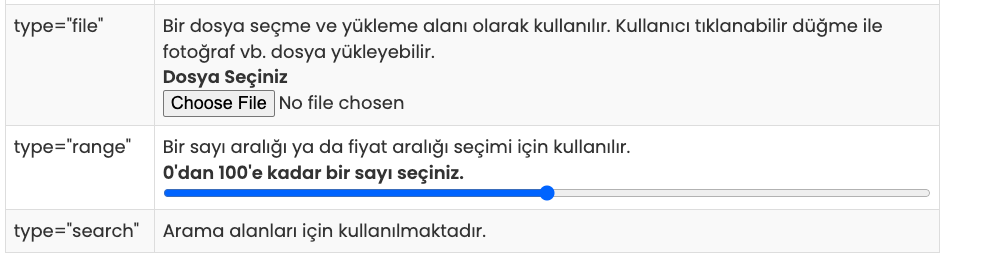 type="file"
Bir dosya seçme ve yükleme alanı olarak kullanılır. Kullanıcı tıklanabilir düğme ile
fotoğraf vb. dosya yükleyebilir.
Dosya Seçiniz
Choose File No file chosen
type="range"
Bir sayı aralığı ya da fiyat aralığı seçimi için kullanılır.
0'dan 100'e kadar bir sayı seçiniz.
type="search"
Arama alanları için kullanılmaktadır.